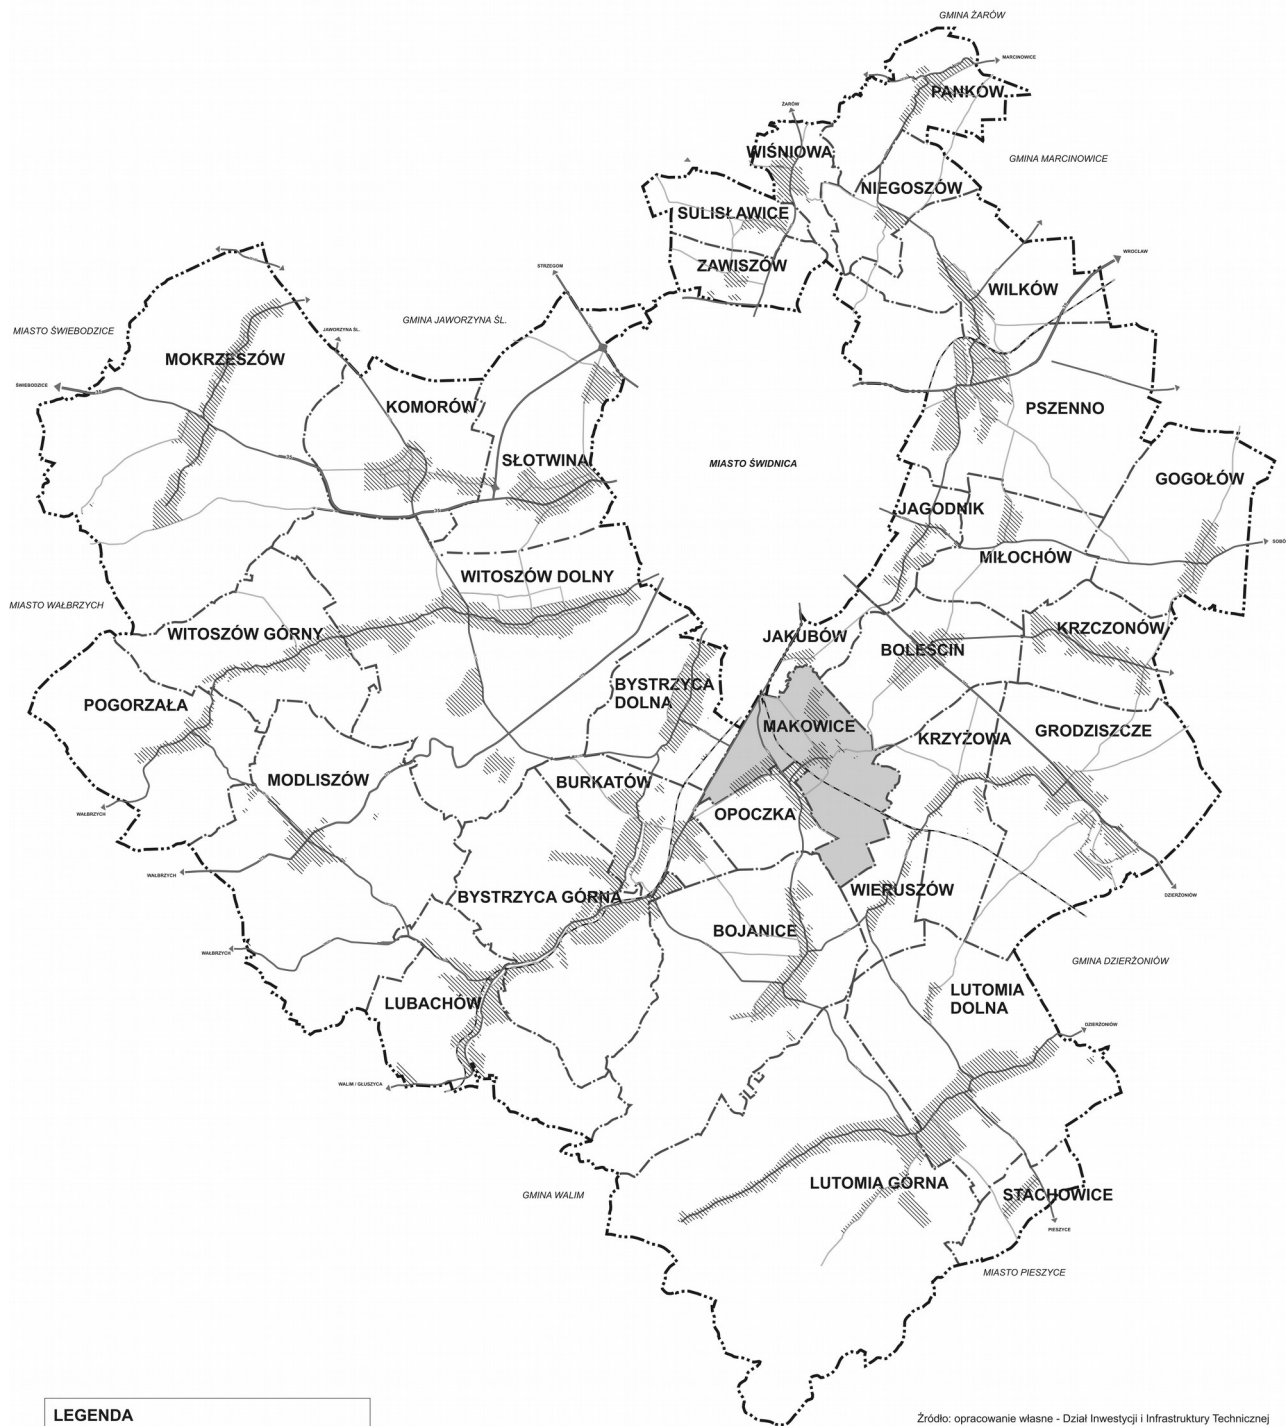 GMINA ŻARÓW
MARCINOWICE
PANKÓW
ŻARÓW
WIŚNIOWA
GMINA MARCINOWICE
NIEGOSZÓW
SULISŁAWICE
ZAWISZÓW
WROCŁAW
STRZEGOM
WILKÓW
GMINA JAWORZYNA ŚL.
MIASTO ŚWIEBODZICE
JAWORZYNA ŚL.
MOKRZESZÓW
ŚWIEBODZICE
KOMORÓW
PSZENNO
SŁOTWINA
MIASTO ŚWIDNICA
GOGOŁÓW
JAGODNIK
SOBÓ
MIŁOCHÓW
WITOSZÓW DOLNY
MIASTO WAŁBRZYCH
WITOSZÓW GÓRNY
JAKUBÓW
KRZCZONÓW
BOLEŚCIN
BYSTRZYCA
DOLNA
POGORZAŁA
MAKOWICE
KRZYŻOWA
GRODZISZCZE
MODLISZÓW
BURKATÓW
OPOCZKA
WAŁBRZYCH
WAŁBRZYCH
WIERUSZÓW
DZIERŻONIÓW
BYSTRZYCA GÓRNA
BOJANICE
WAŁBRZYCH
GMINA DZIERŻONIÓW
LUBACHÓW
LUTOMIA
DOLNA
DZIERŻONIÓW
WALIM / GŁUSZYCA
LUTOMIA GÓRNA
GMINA WALIM
STACHOWICE
PIESZYCE
MIASTO PIESZYCE
LEGENDA
Źródło: opracowanie własne - Dział Inwestycji i Infrastruktury Technicznej